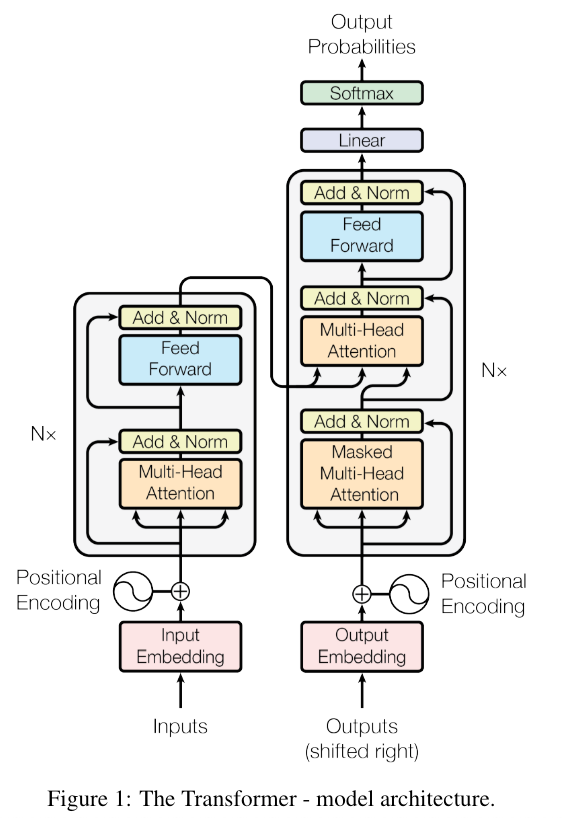 Output
Probabilities
Softmax
Linear
Add & Norm
Feed
Forward
Add & Norm
Multi-Head
Attention
Add & Norm
Masked
Multi-Head
Attention
N×
Positional
Encoding
Output
Embedding
Outputs
(shifted right)
Add & Norm
Feed
Forward
Add & Norm
Multi-Head
Attention
N×
Positional
Encoding
Input
Embedding
Inputs
Figure 1: The Transformer - model architecture.